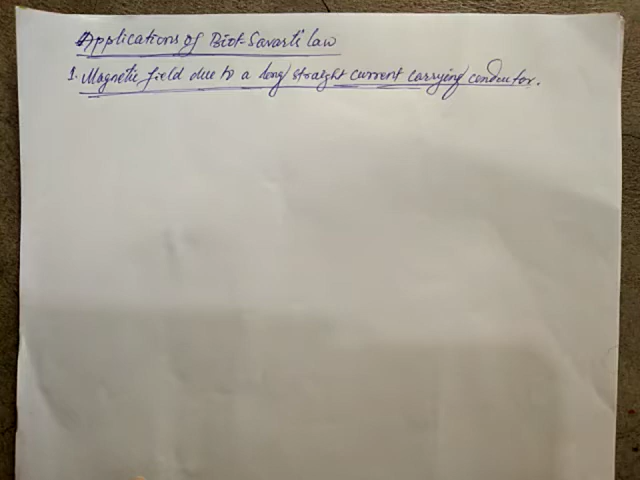 Applications of Biot-Savart's law
1. Magnetic field due to a long straight current carrying conductor.